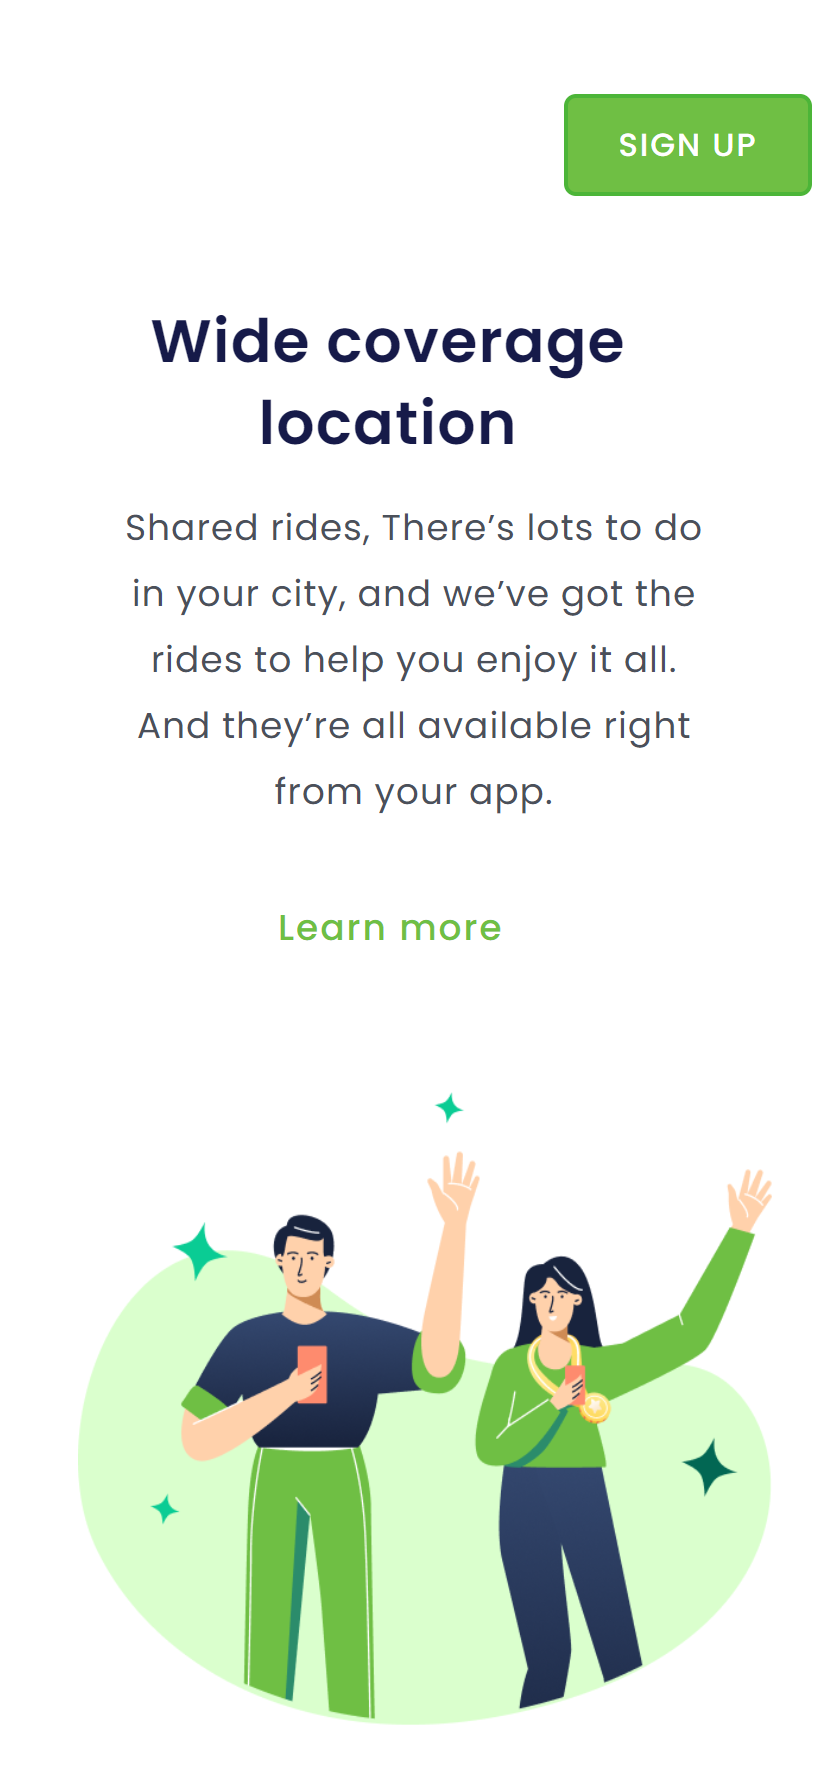 SIGN UP
Wide coverage
location
Shared rides, There’s lots to do
in your city, and we’ve got the
rides to help you enjoy it all.
And they’re all available right
from your app.
Learn more